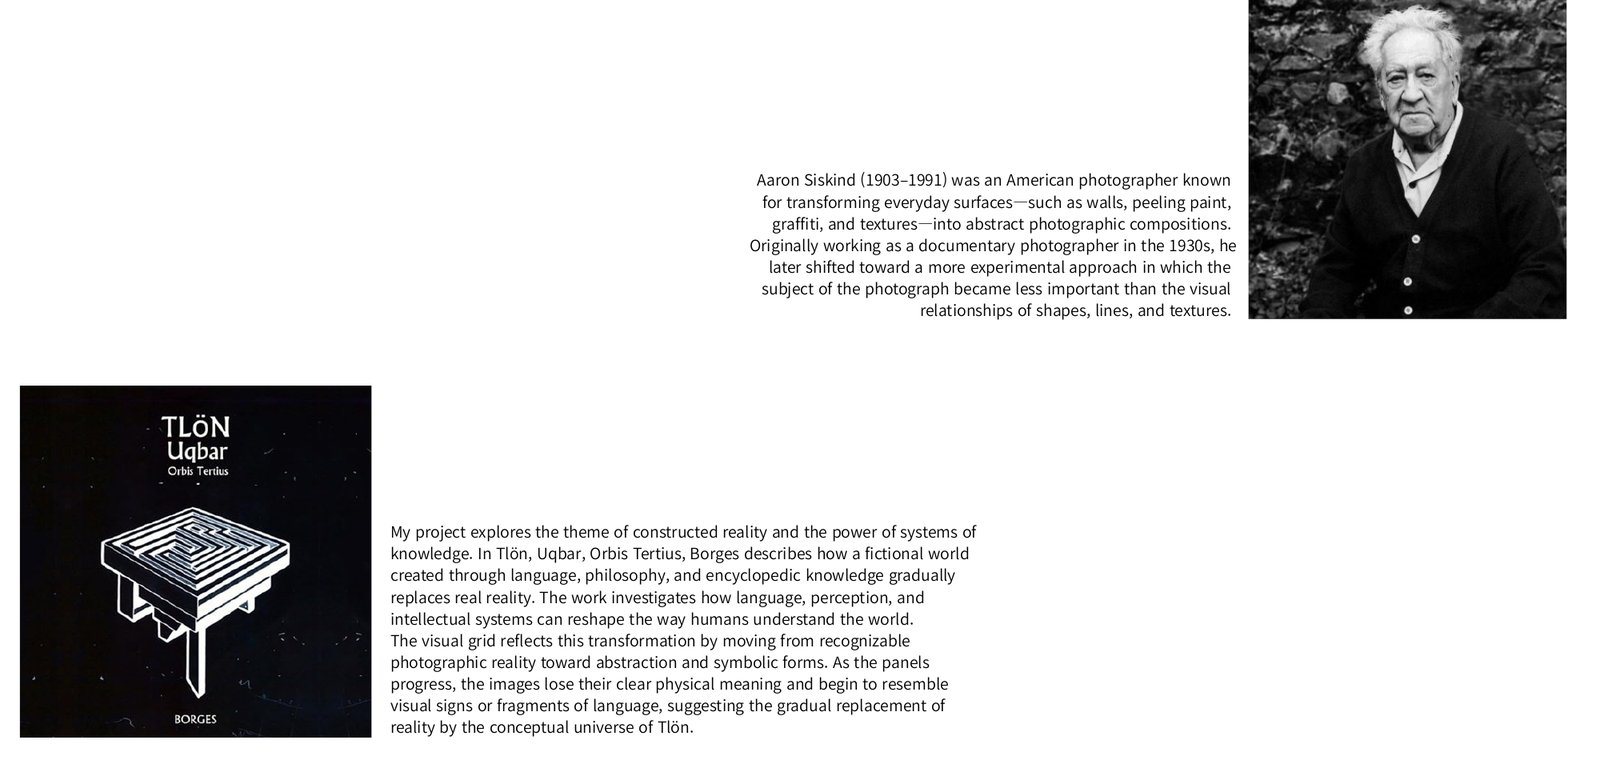 Aaron Siskind (1903–1991) was an American photographer known
for transforming everyday surfaces—such as walls, peeling paint,
graffiti, and textures—into abstract photographic compositions.
Originally working as a documentary photographer in the 1930s, he
later shifted toward a more experimental approach in which the
subject of the photograph became less important than the visual
relationships of shapes, lines, and textures.
TLÖN
Uqbar
Orbis Tertius
BORGES
My project explores the theme of constructed reality and the power of systems of
knowledge. In Tlön, Uqbar, Orbis Tertius, Borges describes how a fictional world
created through language, philosophy, and encyclopedic knowledge gradually
replaces real reality. The work investigates how language, perception, and
intellectual systems can reshape the way humans understand the world.
The visual grid reflects this transformation by moving from recognizable
photographic reality toward abstraction and symbolic forms. As the panels
progress, the images lose their clear physical meaning and begin to resemble
visual signs or fragments of language, suggesting the gradual replacement of
reality by the conceptual universe of Tlön.